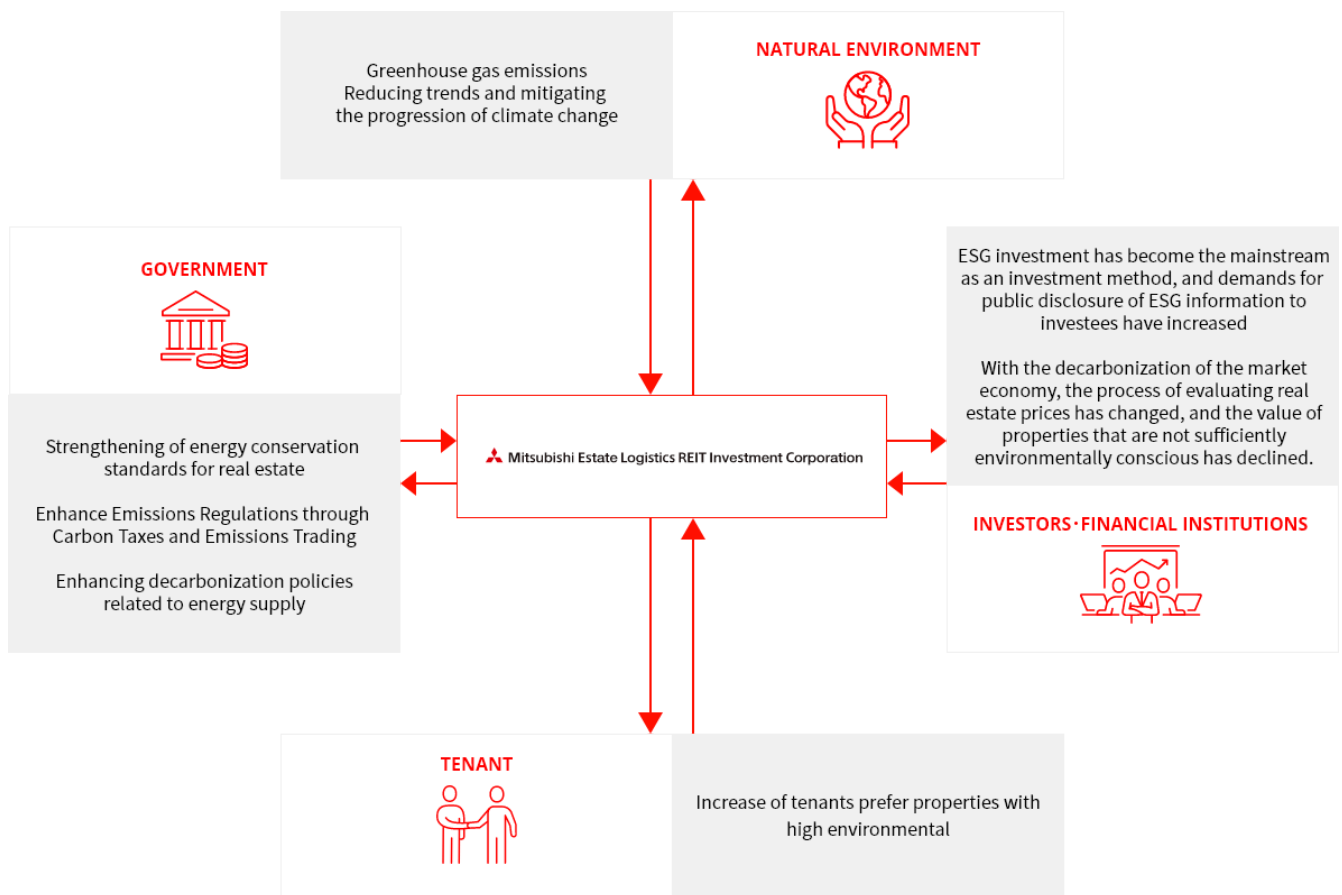 Greenhouse gas emissions
Reducing trends and mitigating
the progression of climate change
NATURAL ENVIRONMENT
GOVERNMENT
Strengthening of energy conservation
standards for real estate
Enhance Emissions Regulations through
Carbon Taxes and Emissions Trading
Enhancing decarbonization policies
related to energy supply
Mitsubishi Estate Logistics REIT Investment Corporation
ESG investment has become the mainstream
as an investment method, and demands for
public disclosure of ESG information to
investees have increased
With the decarbonization of the market
economy, the process of evaluating real
estate prices has changed, and the value of
properties that are not sufficiently
environmentally conscious has declined.
INVESTORS・FINANCIAL INSTITUTIONS
TENANT
Increase of tenants prefer properties with
high environmental